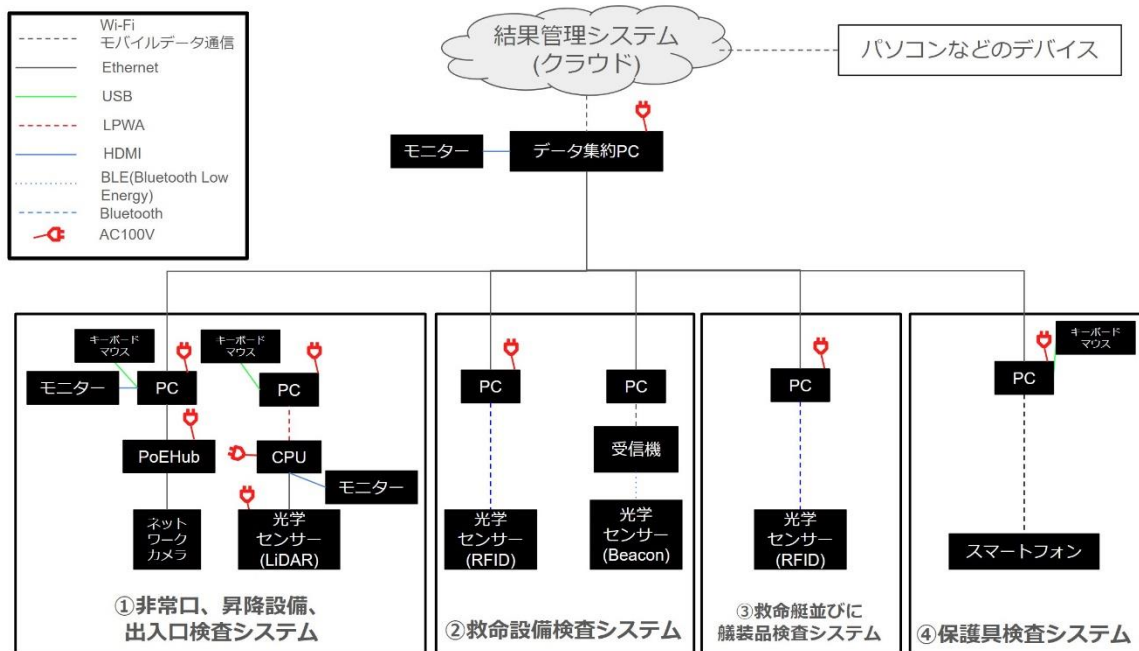 Wi-Fi
モバイルデータ通信
Ethernet
USB
LPWA
HDMI
BLE(Bluetooth Low
Energy)
Bluetooth
AC100V
結果管理システム
(クラウド)
パソコンなどのデバイス
モニター
データ集約PC
キーボード
マウス
モニター
PC
PoEHub
ネット
ワーク
カメラ
キーボード
マウス
PC
CPU
モニター
光学
センサー
(LiDAR)
①非常口、昇降設備、
出入口検査システム
PC
光学
センサー
(RFID)
PC
受信機
光学
センサー
(Beacon)
②救命設備検査システム
PC
光学
センサー
(RFID)
③救命艇並びに
艤装品検査システム
キーボード
マウス
PC
スマートフォン
④保護具検査システム